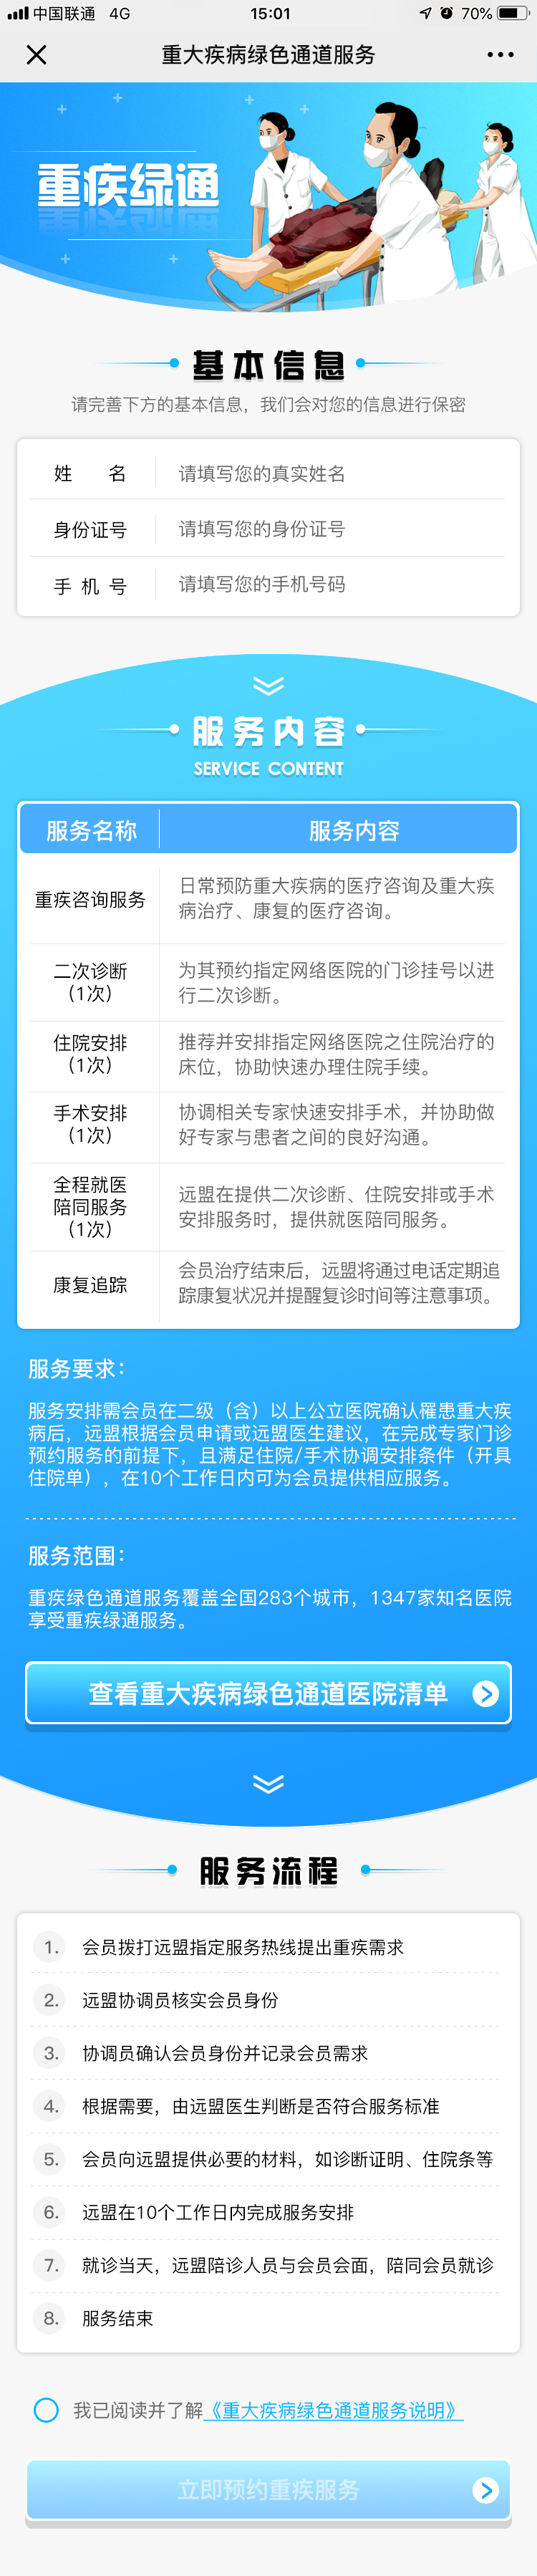 中国联通 4G 15:01 70%
重大疾病绿色通道服务
重疾绿通
基本信息
请完善下方的基本信息，我们会对您的信息进行保密
姓 名 请填写您的真实姓名
身份证号 请填写您的身份证号
手 机 号 请填写您的手机号码
服务内容
SERVICE CONTENT
服务名称 服务内容
重疾咨询服务
日常预防重大疾病的医疗咨询及重大疾
病治疗、康复的医疗咨询。
二次诊断
（1次）
为其预约指定网络医院的门诊挂号以进
行二次诊断。
住院安排
（1次）
推荐并安排指定网络医院之住院治疗的
床位，协助快速办理住院手续。
手术安排
（1次）
协调相关专家快速安排手术，并协助做
好专家与患者之间的良好沟通。
全程就医
陪同服务
（1次）
远盟在提供二次诊断、住院安排或手术
安排服务时，提供就医陪同服务。
康复追踪
会员治疗结束后，远盟将通过电话定期追
踪康复状况并提醒复诊时间等注意事项。
服务要求：
服务安排需会员在二级（含）以上公立医院确认罹患重大疾
病后，远盟根据会员申请或远盟医生建议，在完成专家门诊
预约服务的前提下，且满足住院/手术协调安排条件（开具
住院单），在10个工作日内可为会员提供相应服务。
服务范围：
重疾绿色通道服务覆盖全国283个城市，1347家知名医院
享受重疾绿通服务。
查看重大疾病绿色通道医院清单
服务流程
1. 会员拨打远盟指定服务热线提出重疾需求
2. 远盟协调员核实会员身份
3. 协调员确认会员身份并记录会员需求
4. 根据需要，由远盟医生判断是否符合服务标准
5. 会员向远盟提供必要的材料，如诊断证明、住院条等
6. 远盟在10个工作日内完成服务安排
7. 就诊当天，远盟陪诊人员与会员会面，陪同会员就诊
8. 服务结束
我已阅读并了解《重大疾病绿色通道服务说明》
立即预约重疾服务